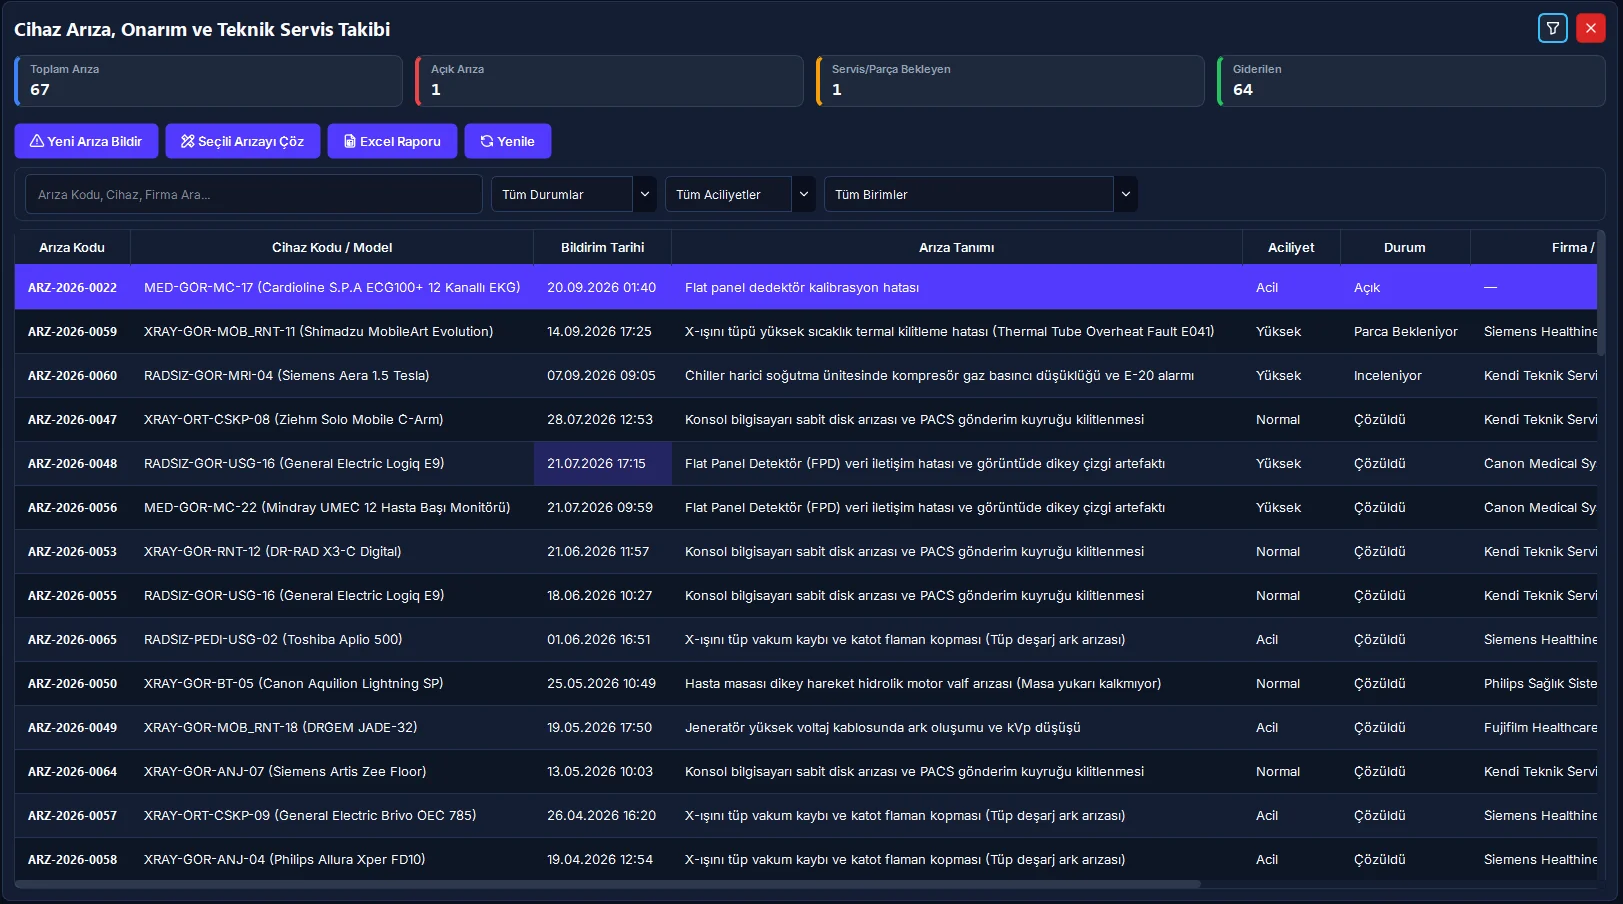 Cihaz Arıza, Onarım ve Teknik Servis Takibi
Toplam Arıza
67
Açık Arıza
1
Servis/Parça Bekleyen
1
Giderilen
64
Yeni Arıza Bildir
Seçili Arızayı Çöz
Excel Raporu
Yenile
Arıza Kodu, Cihaz, Firma Ara...
Tüm Durumlar
Tüm Aciliyetler
Tüm Birimler
Arıza Kodu Cihaz Kodu / Model Bildirim Tarihi Arıza Tanımı Aciliyet Durum Firma /
ARZ-2026-0022 MED-GOR-MC-17 (Cardioline S.P.A ECG100+ 12 Kanallı EKG) 20.09.2026 01:40 Flat panel dedektör kalibrasyon hatası Acil Açık —
ARZ-2026-0059 XRAY-GOR-MOB_RNT-11 (Shimadzu MobileArt Evolution) 14.09.2026 17:25 X-ışını tüpü yüksek sıcaklık termal kilitleme hatası (Thermal Tube Overheat Fault E041) Yüksek Parca Bekleniyor Siemens Healthine
ARZ-2026-0060 RADSIZ-GOR-MRI-04 (Siemens Aera 1.5 Tesla) 07.09.2026 09:05 Chiller harici soğutma ünitesinde kompresör gaz basıncı düşüklüğü ve E-20 alarmı Yüksek Inceleniyor Kendi Teknik Servi
ARZ-2026-0047 XRAY-ORT-CSKP-08 (Ziehm Solo Mobile C-Arm) 28.07.2026 12:53 Konsol bilgisayarı sabit disk arızası ve PACS gönderim kuyruğu kilitlenmesi Normal Çözüldü Kendi Teknik Servi
ARZ-2026-0048 RADSIZ-GOR-USG-16 (General Electric Logiq E9) 21.07.2026 17:15 Flat Panel Detektör (FPD) veri iletişim hatası ve görüntüde dikey çizgi artefaktı Yüksek Çözüldü Canon Medical Sy
ARZ-2026-0056 MED-GOR-MC-22 (Mindray UMEC 12 Hasta Başı Monitörü) 21.07.2026 09:59 Flat Panel Detektör (FPD) veri iletişim hatası ve görüntüde dikey çizgi artefaktı Yüksek Çözüldü Canon Medical Sy
ARZ-2026-0053 XRAY-GOR-RNT-12 (DR-RAD X3-C Digital) 21.06.2026 11:57 Konsol bilgisayarı sabit disk arızası ve PACS gönderim kuyruğu kilitlenmesi Normal Çözüldü Kendi Teknik Servi
ARZ-2026-0055 RADSIZ-GOR-USG-16 (General Electric Logiq E9) 18.06.2026 10:27 Konsol bilgisayarı sabit disk arızası ve PACS gönderim kuyruğu kilitlenmesi Normal Çözüldü Kendi Teknik Servi
ARZ-2026-0065 RADSIZ-PEDI-USG-02 (Toshiba Aplio 500) 01.06.2026 16:51 X-ışını tüp vakum kaybı ve katot flaman kopması (Tüp deşarj ark arızası) Acil Çözüldü Siemens Healthine
ARZ-2026-0050 XRAY-GOR-BT-05 (Canon Aquilion Lightning SP) 25.05.2026 10:49 Hasta masası dikey hareket hidrolik motor valf arızası (Masa yukarı kalkmıyor) Normal Çözüldü Philips Sağlık Siste
ARZ-2026-0049 XRAY-GOR-MOB_RNT-18 (DRGEM JADE-32) 19.05.2026 17:50 Jeneratör yüksek voltaj kablosunda ark oluşumu ve kVp düşüşü Acil Çözüldü Fujifilm Healthcare
ARZ-2026-0064 XRAY-GOR-ANJ-07 (Siemens Artis Zee Floor) 13.05.2026 10:03 Konsol bilgisayarı sabit disk arızası ve PACS gönderim kuyruğu kilitlenmesi Normal Çözüldü Kendi Teknik Servi
ARZ-2026-0057 XRAY-ORT-CSKP-09 (General Electric Brivo OEC 785) 26.04.2026 16:20 X-ışını tüp vakum kaybı ve katot flaman kopması (Tüp deşarj ark arızası) Acil Çözüldü Siemens Healthine
ARZ-2026-0058 XRAY-GOR-ANJ-04 (Philips Allura Xper FD10) 19.04.2026 12:54 X-ışını tüp vakum kaybı ve katot flaman kopması (Tüp deşarj ark arızası) Acil Çözüldü Siemens Healthine